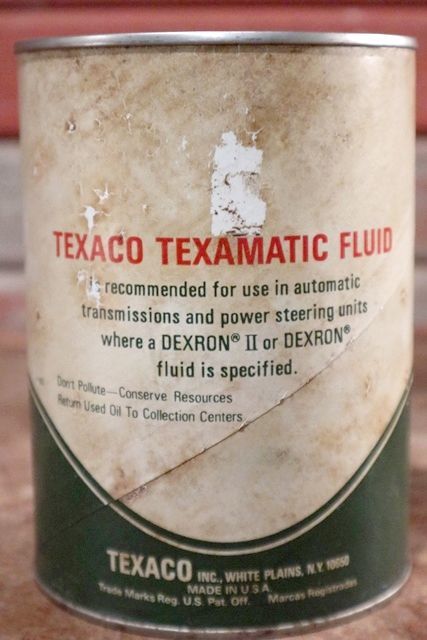 TEXACO TEXAMATIC FLUID
is recommended for use in automatic
transmissions and power steering units
where a DEXRON® II or DEXRON®
fluid is specified.
Don't Pollute—Conserve Resources
Return Used Oil To Collection Centers
TEXACO INC., WHITE PLAINS, N.Y. 10650
MADE IN U.S.A.
Trade Marks Reg. U.S. Pat. Off. Marcas Registradas